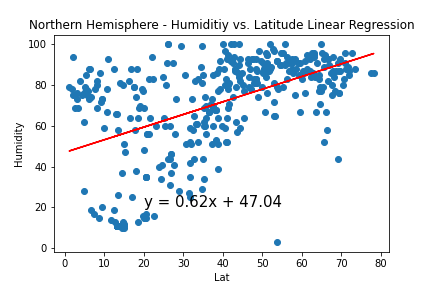 Northern Hemisphere - Humiditiy vs. Latitude Linear Regression
100
80
60
40
20
0
Humidity
y = 0.62x + 47.04
0 10 20 30 40 50 60 70 80
Lat